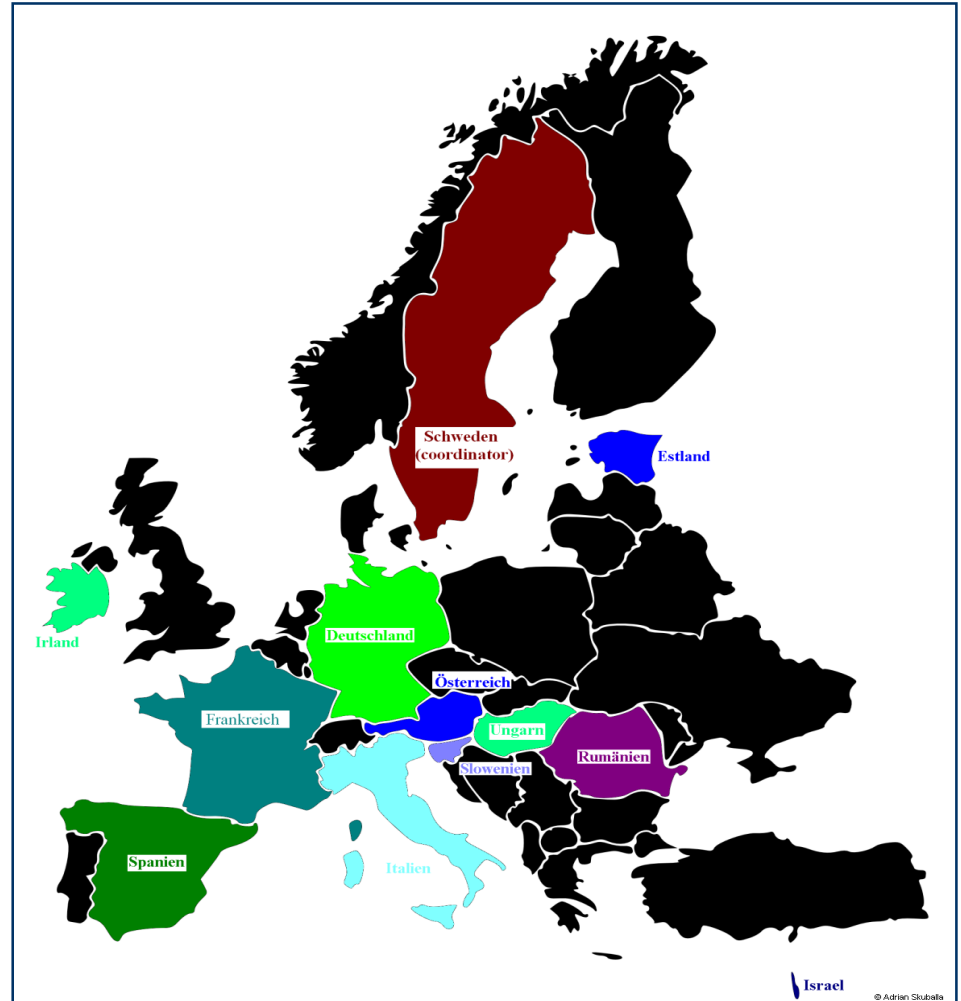 Schweden
(coordinator)
Estland
Irland
Deutschland
Österreich
Frankreich
Ungarn
Rumänien
Slowenien
Spanien
Italien
Israel
© Adrian Skuballa